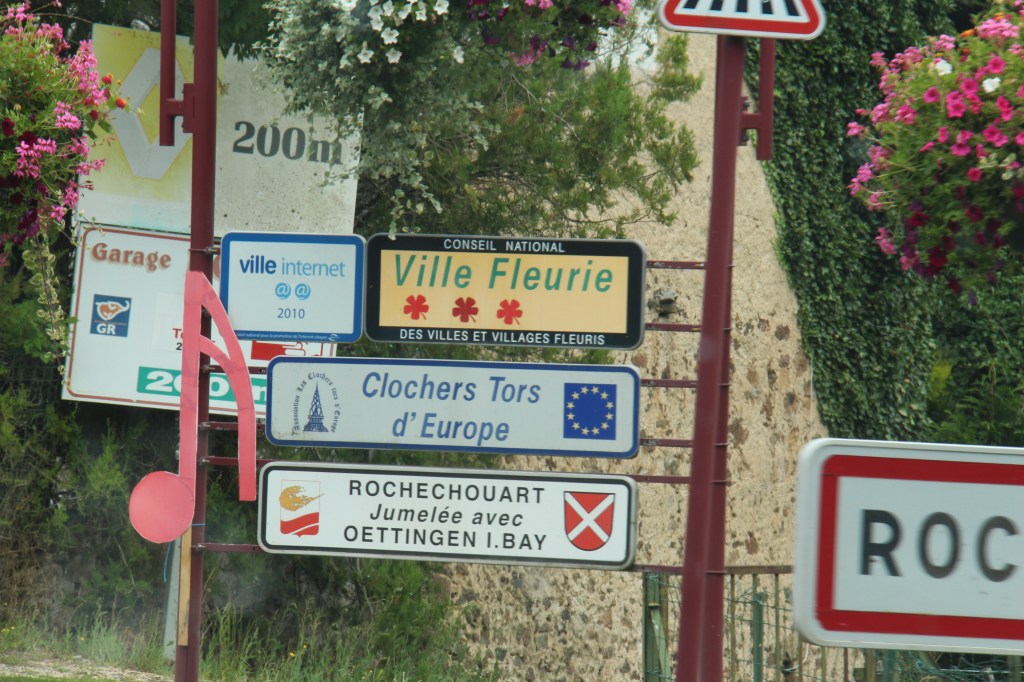 200m
Garage
GR
200m
ville internet
@ @
2010
CONSEIL NATIONAL
Ville Fleurie
DES VILLES ET VILLAGES FLEURIS
Clochers Tors
d'Europe
ROCHECHOUART
Jumelée avec
OETTINGEN I.BAY
ROC